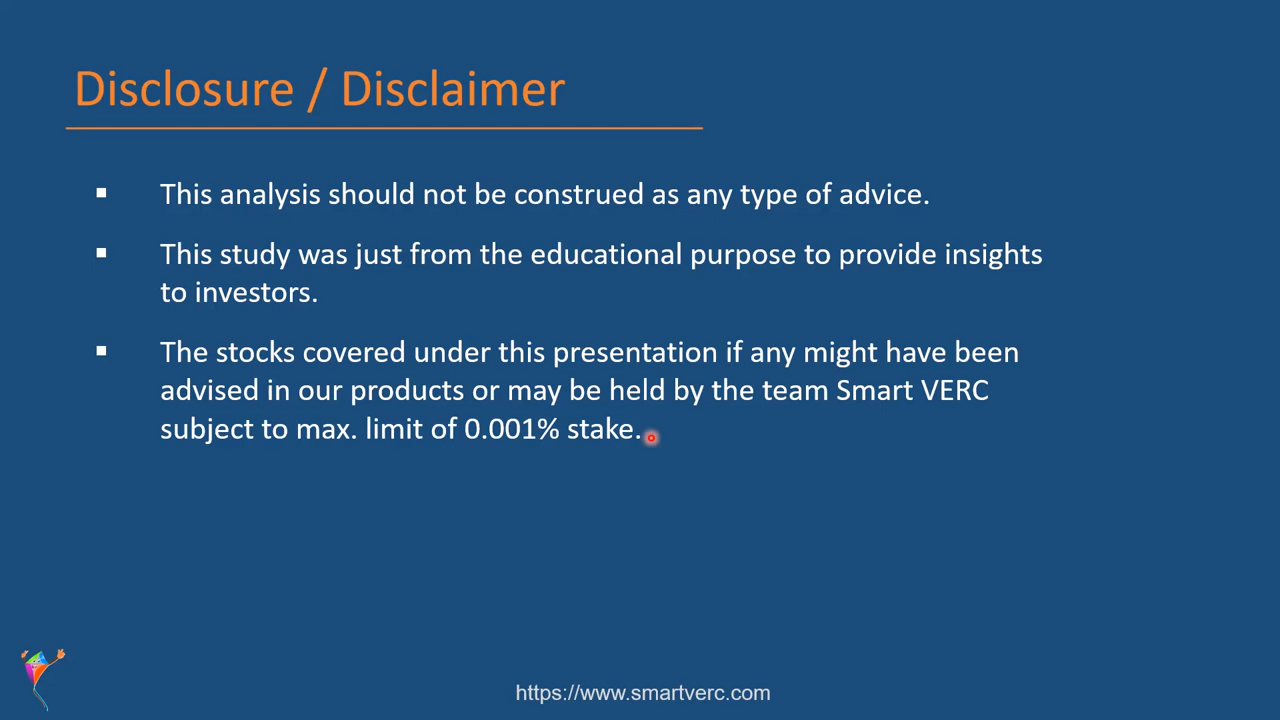 Disclosure / Disclaimer
This analysis should not be construed as any type of advice.
This study was just from the educational purpose to provide insights
to investors.
The stocks covered under this presentation if any might have been
advised in our products or may be held by the team Smart VERC
subject to max. limit of 0.001% stake.
https://www.smartverc.com